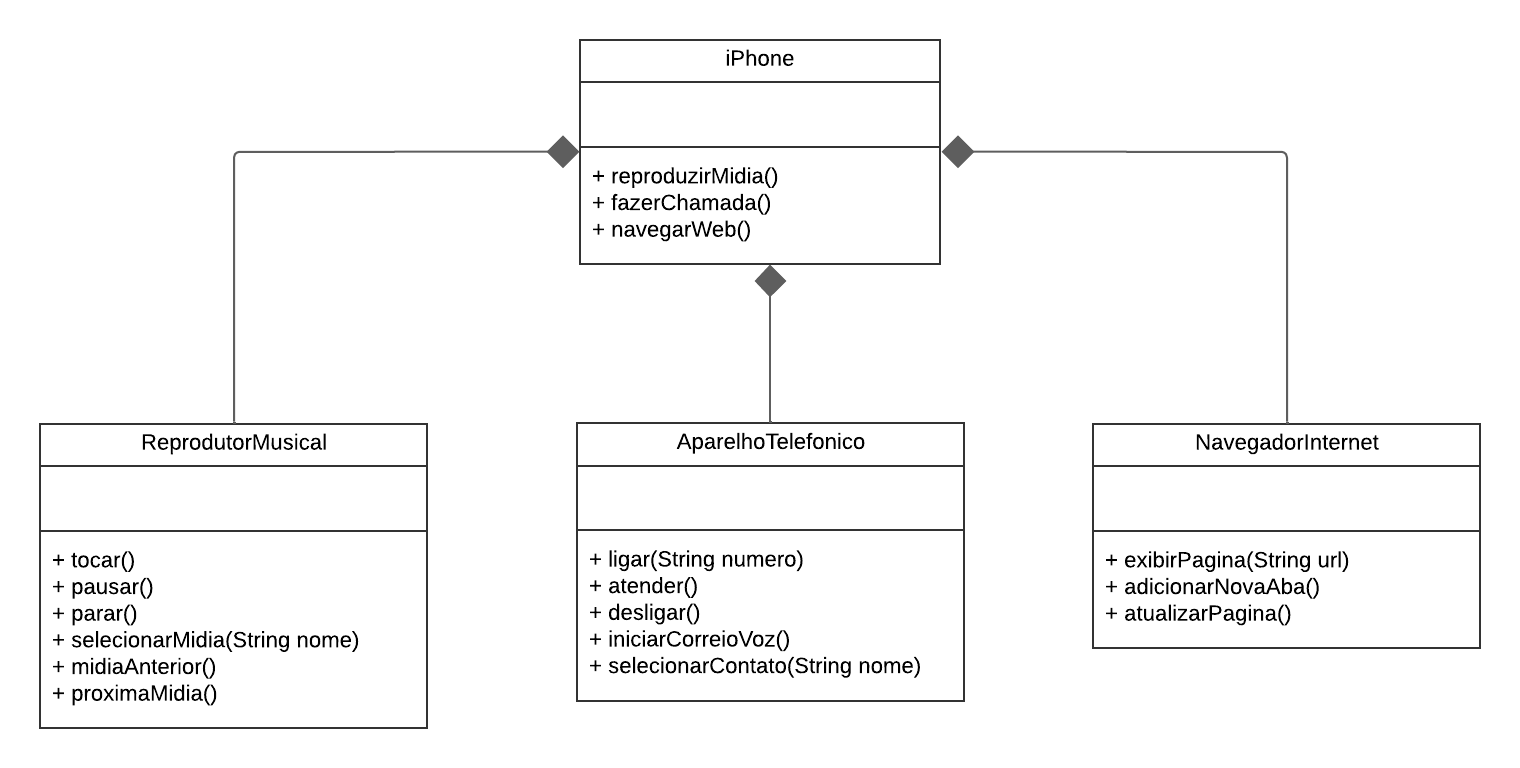 iPhone
+ reproduzirMidia()
+ fazerChamada()
+ navegarWeb()
ReprodutorMusical
+ tocar()
+ pausar()
+ parar()
+ selecionarMidia(String nome)
+ midiaAnterior()
+ proximaMidia()
AparelhoTelefonico
+ ligar(String numero)
+ atender()
+ desligar()
+ iniciarCorreioVoz()
+ selecionarContato(String nome)
NavegadorInternet
+ exibirPagina(String url)
+ adicionarNovaAba()
+ atualizarPagina()